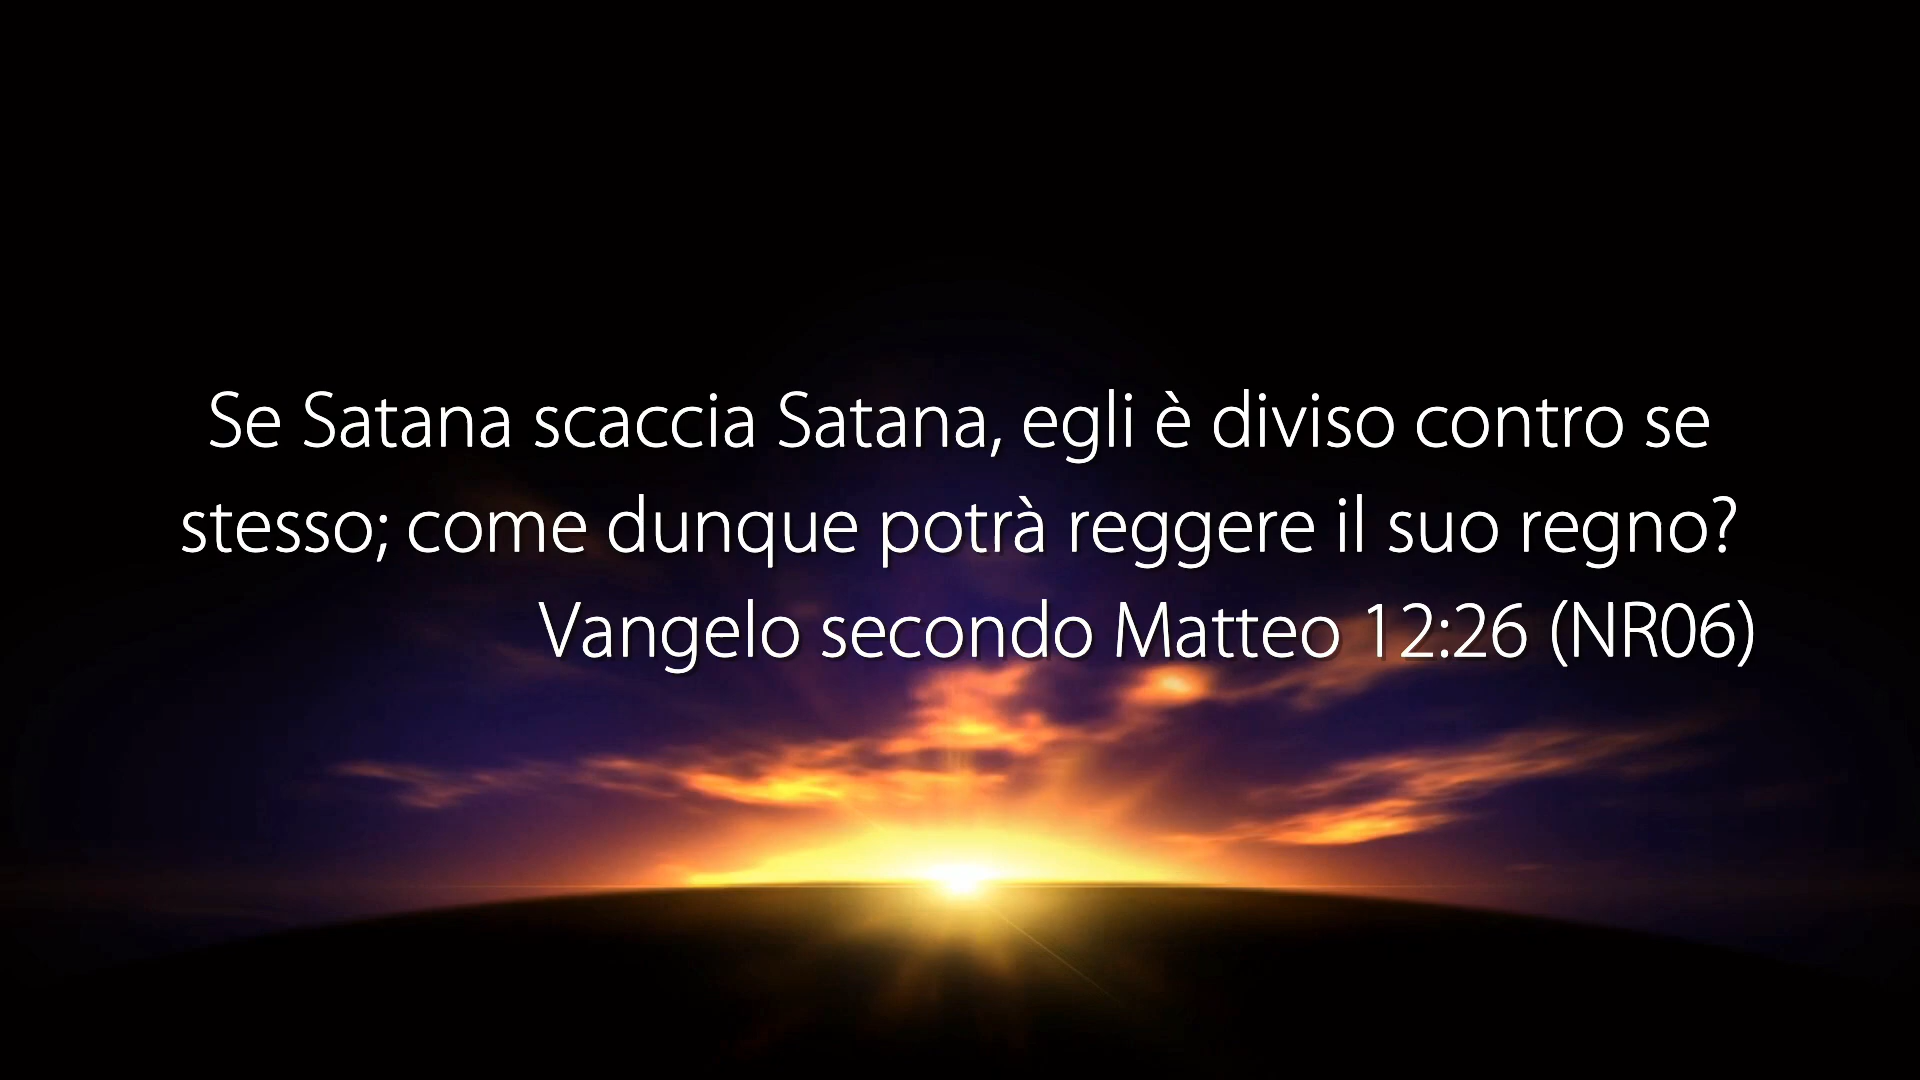 Se Satana scaccia Satana, egli è diviso contro se
stesso; come dunque potrà reggere il suo regno?
Vangelo secondo Matteo 12:26 (NR06)